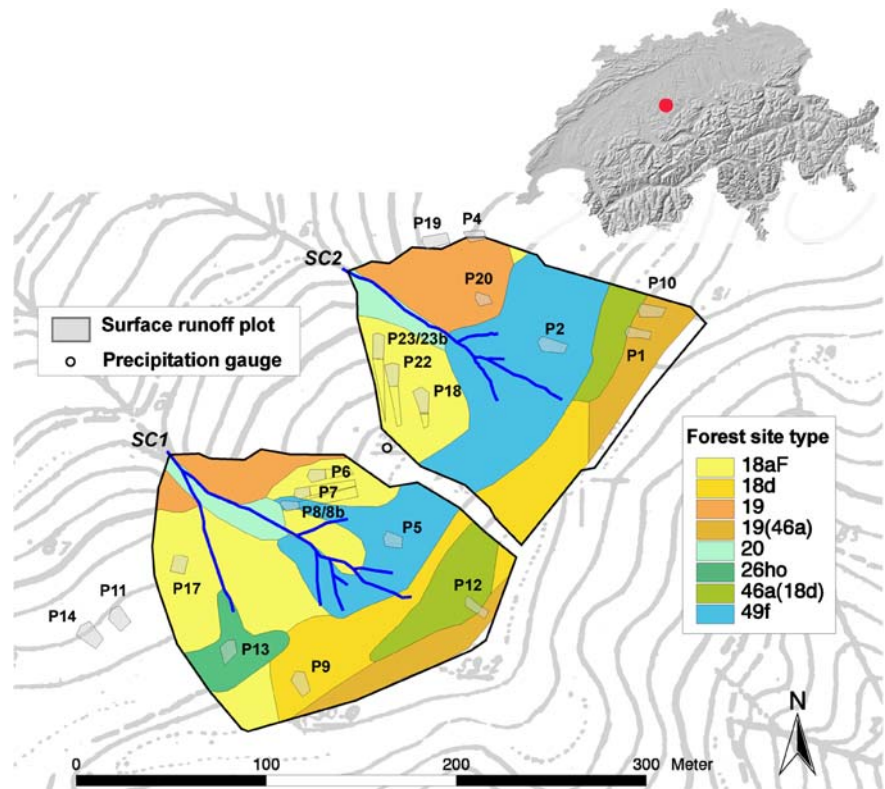 P19
P4
SC2
P20
P10
Surface runoff plot
Precipitation gauge
P23/23b
P2
P22
P1
P18
SC1
Forest site type
P6
18aF
P7
18d
P8/8b
19
P5
19(46a)
20
P17
26ho
P12
46a(18d)
P11
49f
P14
P13
P9
N
0 100 200 300 Meter